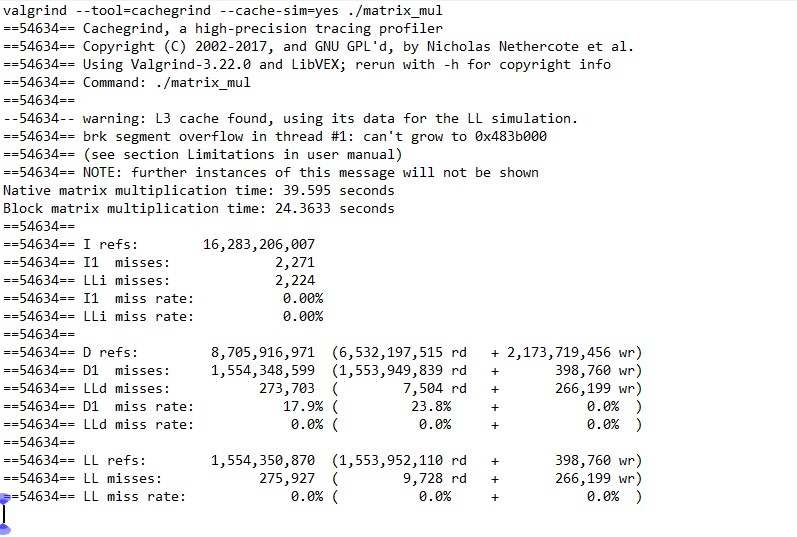 valgrind --tool=cachegrind --cache-sim=yes ./matrix_mul
==54634== Cachegrind, a high-precision tracing profiler
==54634== Copyright (C) 2002-2017, and GNU GPL'd, by Nicholas Nethercote et al.
==54634== Using Valgrind-3.22.0 and LibVEX; rerun with -h for copyright info
==54634== Command: ./matrix_mul
==54634==
--54634-- warning: L3 cache found, using its data for the LL simulation.
==54634== brk segment overflow in thread #1: can't grow to 0x483b000
==54634== (see section Limitations in user manual)
==54634== NOTE: further instances of this message will not be shown
Native matrix multiplication time: 39.595 seconds
Block matrix multiplication time: 24.3633 seconds
==54634==
==54634== I refs:        16,283,206,007
==54634== I1  misses:             2,271
==54634== LLi misses:             2,224
==54634== I1  miss rate:           0.00%
==54634== LLi miss rate:           0.00%
==54634==
==54634== D refs:         8,705,916,971  (6,532,197,515 rd   + 2,173,719,456 wr)
==54634== D1  misses:     1,554,348,599  (1,553,949,839 rd   +       398,760 wr)
==54634== LLd misses:           273,703  (        7,504 rd   +       266,199 wr)
==54634== D1  miss rate:           17.9% (         23.8%     +           0.0%  )
==54634== LLd miss rate:            0.0% (          0.0%     +           0.0%  )
==54634==
==54634== LL refs:        1,554,350,870  (1,553,952,110 rd   +       398,760 wr)
==54634== LL misses:            275,927  (        9,728 rd   +       266,199 wr)
==54634== LL miss rate:             0.0% (          0.0%     +           0.0%  )